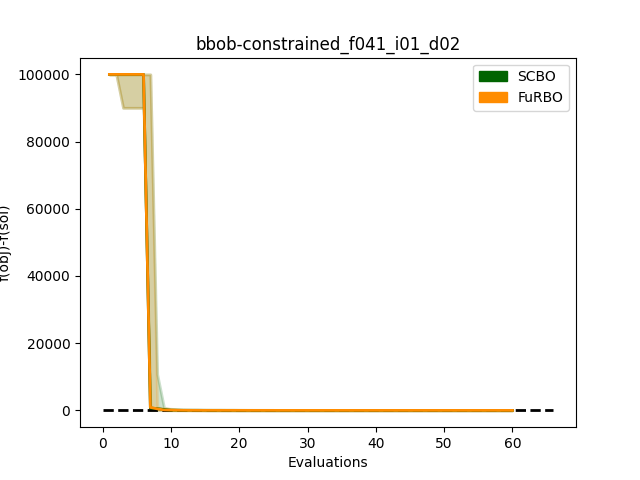 bbob-constrained_f041_i01_d02
SCBO
FuRBO
100000
80000
60000
40000
20000
0
f(obj)-f(sol)
0 10 20 30 40 50 60
Evaluations